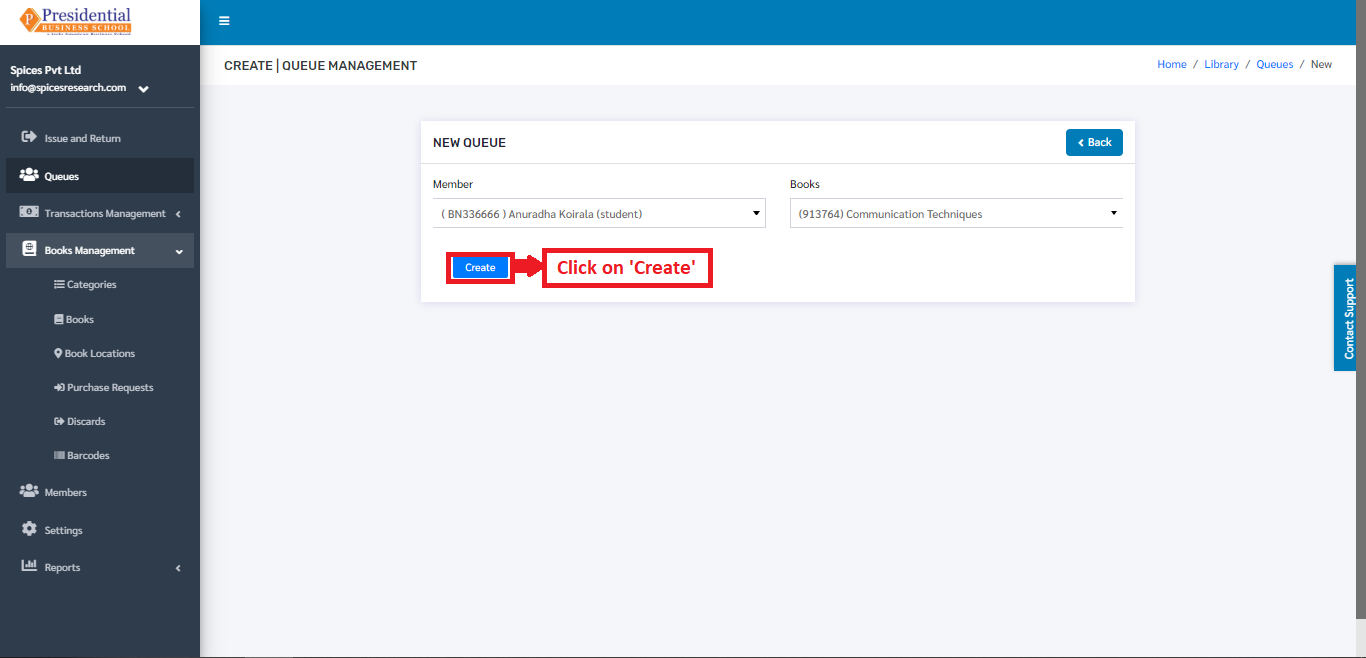 Presidential
BUSINESS SCHOOL
Spices Pvt Ltd
info@spicesresearch.com
Issue and Return
Queues
Transactions Management
Books Management
Categories
Books
Book Locations
Purchase Requests
Discards
Barcodes
Members
Settings
Reports
CREATE | QUEUE MANAGEMENT
Home / Library / Queues / New
NEW QUEUE
Back
Member
Books
( BN336666 ) Anuradha Koirala (student)
(913764) Communication Techniques
Create
Click on 'Create'
Contact Support